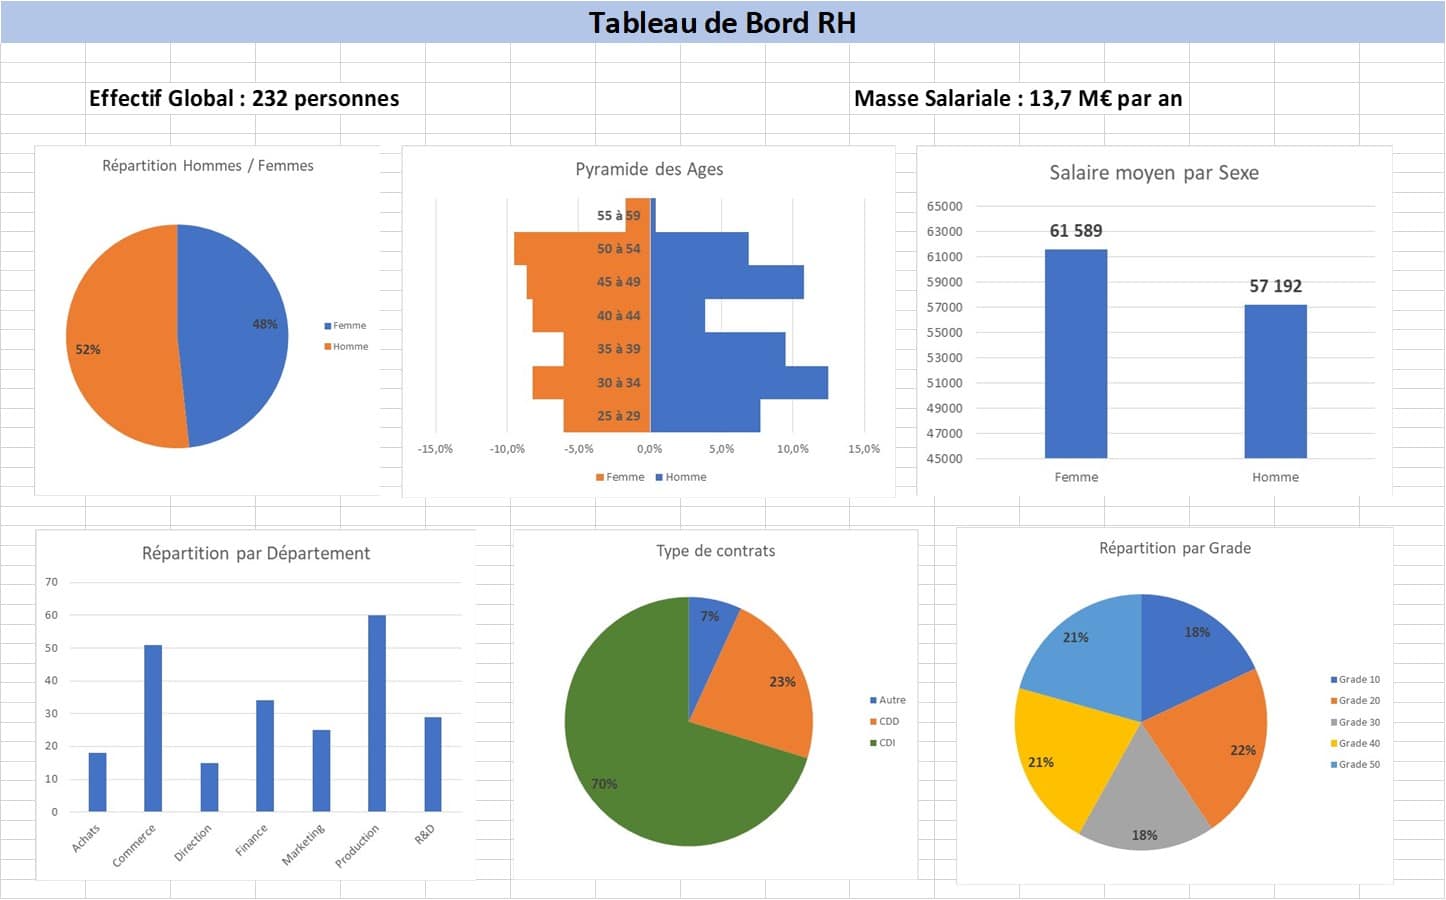 Tableau de Bord RH
Effectif Global : 232 personnes
Masse Salariale : 13,7 M€ par an
Répartition Hommes / Femmes
48%
52%
Femme
Homme
Pyramide des Ages
55 à 59
50 à 54
45 à 49
40 à 44
35 à 39
30 à 34
25 à 29
-15,0% -10,0% -5,0% 0,0% 5,0% 10,0% 15,0%
Femme Homme
Salaire moyen par Sexe
65000
63000
61000
59000
57000
55000
53000
51000
49000
47000
45000
61 589
57 192
Femme Homme
Répartition par Département
70
60
50
40
30
20
10
0
Achats Commerce Direction Finance Marketing Production R&D
Type de contrats
7%
23%
70%
Autre
CDD
CDI
Répartition par Grade
21%
18%
22%
21%
18%
Grade 10
Grade 20
Grade 30
Grade 40
Grade 50